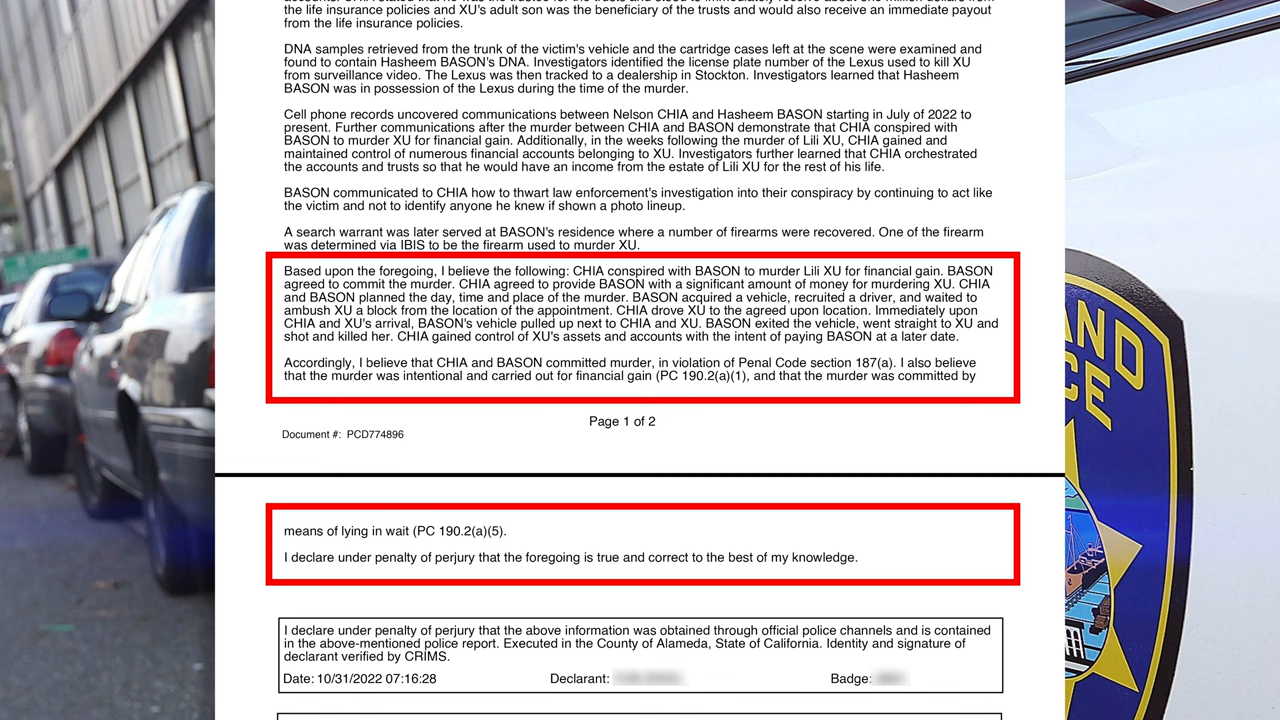 the life insurance policies and XU's adult son was the beneficiary of the trusts and would also receive an immediate payout
from the life insurance policies.
DNA samples retrieved from the trunk of the victim's vehicle and the cartridge cases left at the scene were examined and
found to contain Hasheem BASON's DNA. Investigators identified the license plate number of the Lexus used to kill XU
from surveillance video. The Lexus was then tracked to a dealership in Stockton. Investigators learned that Hasheem
BASON was in possession of the Lexus during the time of the murder.
Cell phone records uncovered communications between Nelson CHIA and Hasheem BASON starting in July of 2022 to
present. Further communications after the murder between CHIA and BASON demonstrate that CHIA conspired with
BASON to murder XU for financial gain. Additionally, in the weeks following the murder of Lili XU, CHIA gained and
maintained control of numerous financial accounts belonging to XU. Investigators further learned that CHIA orchestrated
the accounts and trusts so that he would have an income from the estate of Lili XU for the rest of his life.
BASON communicated to CHIA how to thwart law enforcement's investigation into their conspiracy by continuing to act like
the victim and not to identify anyone he knew if shown a photo lineup.
A search warrant was later served at BASON's residence where a number of firearms were recovered. One of the firearm
was determined via IBIS to be the firearm used to murder XU.
Based upon the foregoing, I believe the following: CHIA conspired with BASON to murder Lili XU for financial gain. BASON
agreed to commit the murder. CHIA agreed to provide BASON with a significant amount of money for murdering XU. CHIA
and BASON planned the day, time and place of the murder. BASON acquired a vehicle, recruited a driver, and waited to
ambush XU a block from the location of the appointment. CHIA drove XU to the agreed upon location. Immediately upon
CHIA and XU's arrival, BASON's vehicle pulled up next to CHIA and XU. BASON exited the vehicle, went straight to XU and
shot and killed her. CHIA gained control of XU's assets and accounts with the intent of paying BASON at a later date.
Accordingly, I believe that CHIA and BASON committed murder, in violation of Penal Code section 187(a). I also believe
that the murder was intentional and carried out for financial gain (PC 190.2(a)(1), and that the murder was committed by
Page 1 of 2
Document #: PCD774896
means of lying in wait (PC 190.2(a)(5).
I declare under penalty of perjury that the foregoing is true and correct to the best of my knowledge.
I declare under penalty of perjury that the above information was obtained through official police channels and is contained
in the above-mentioned police report. Executed in the County of Alameda, State of California. Identity and signature of
declarant verified by CRIMS.
Date: 10/31/2022 07:16:28 Declarant: Badge:
AND
CE